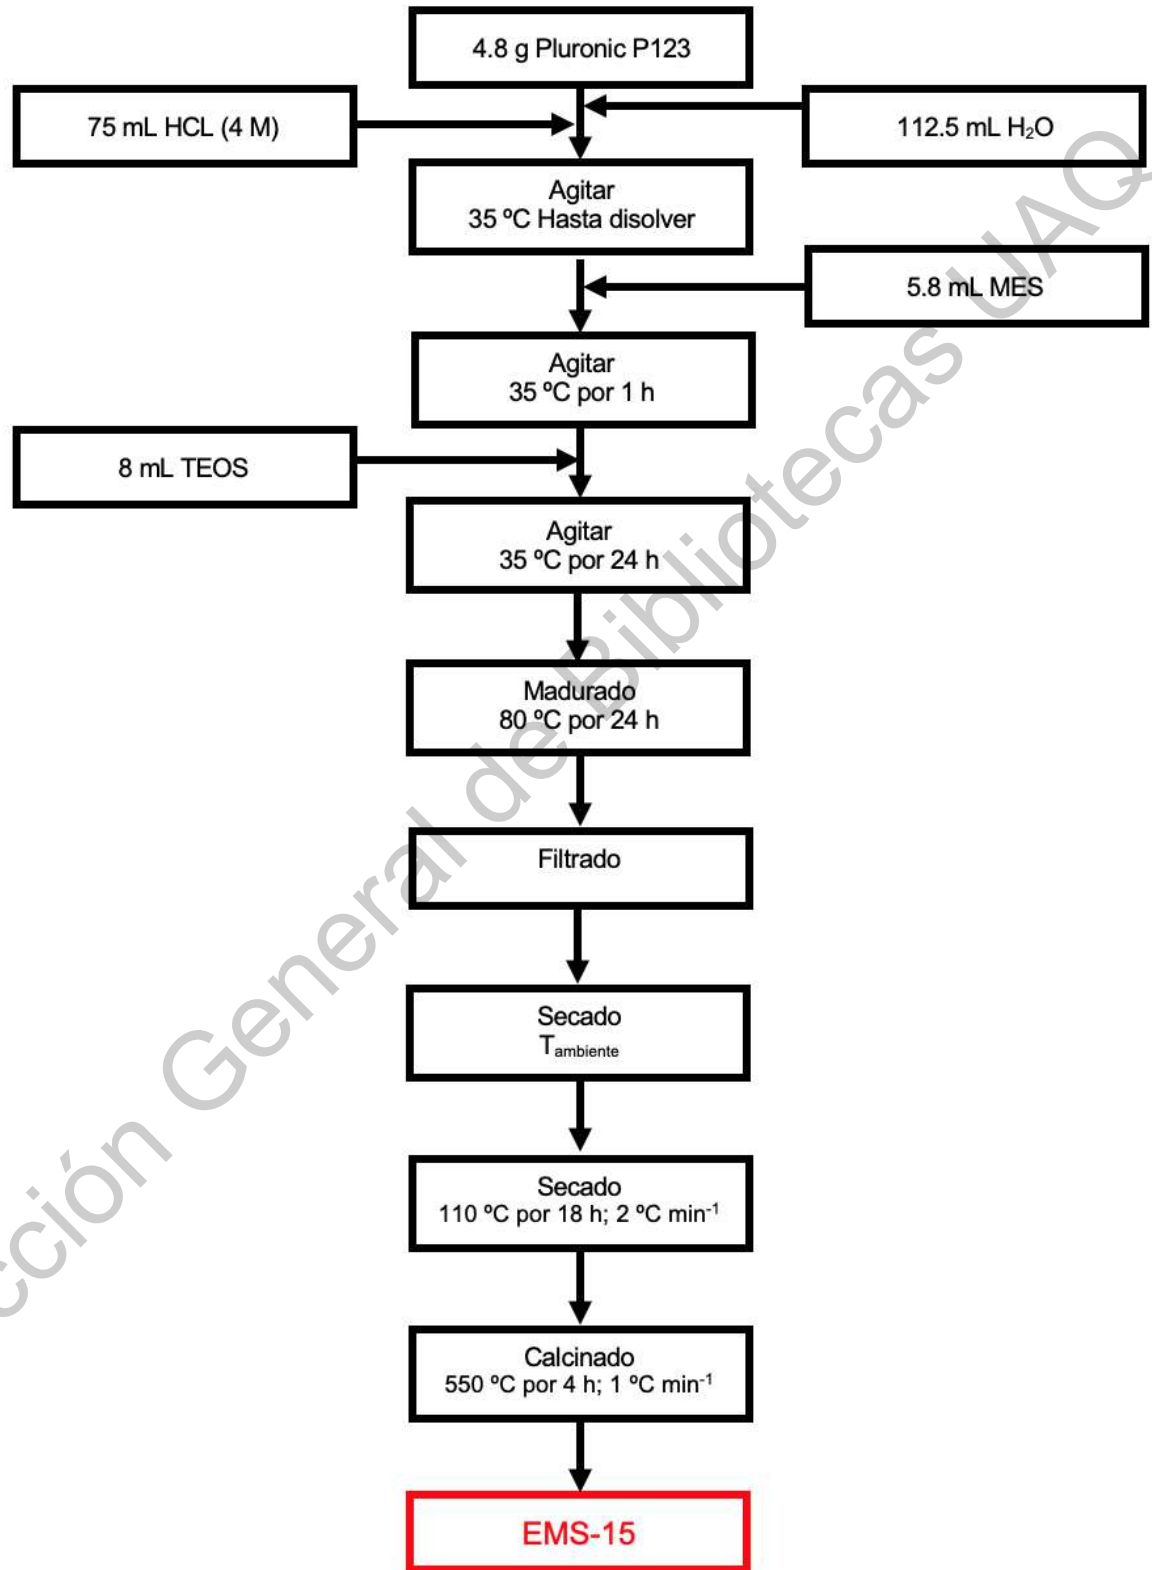 4.8 g Pluronic P123
75 mL HCL (4 M)
112.5 mL H₂O
Agitar
35 ºC Hasta disolver
5.8 mL MES
Agitar
35 ºC por 1 h
8 mL TEOS
Agitar
35 ºC por 24 h
Madurado
80 ºC por 24 h
Filtrado
Secado
T_ambiente
Secado
110 ºC por 18 h; 2 ºC min⁻¹
Calcinado
550 ºC por 4 h; 1 ºC min⁻¹
EMS-15
cción General de Bibliotecas UAQ